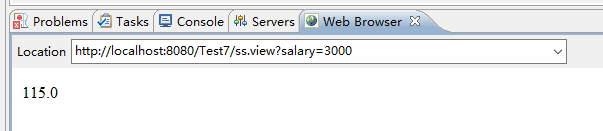 Problems Tasks Console Servers Web Browser
Location http://localhost:8080/Test7/ss.view?salary=3000
115.0